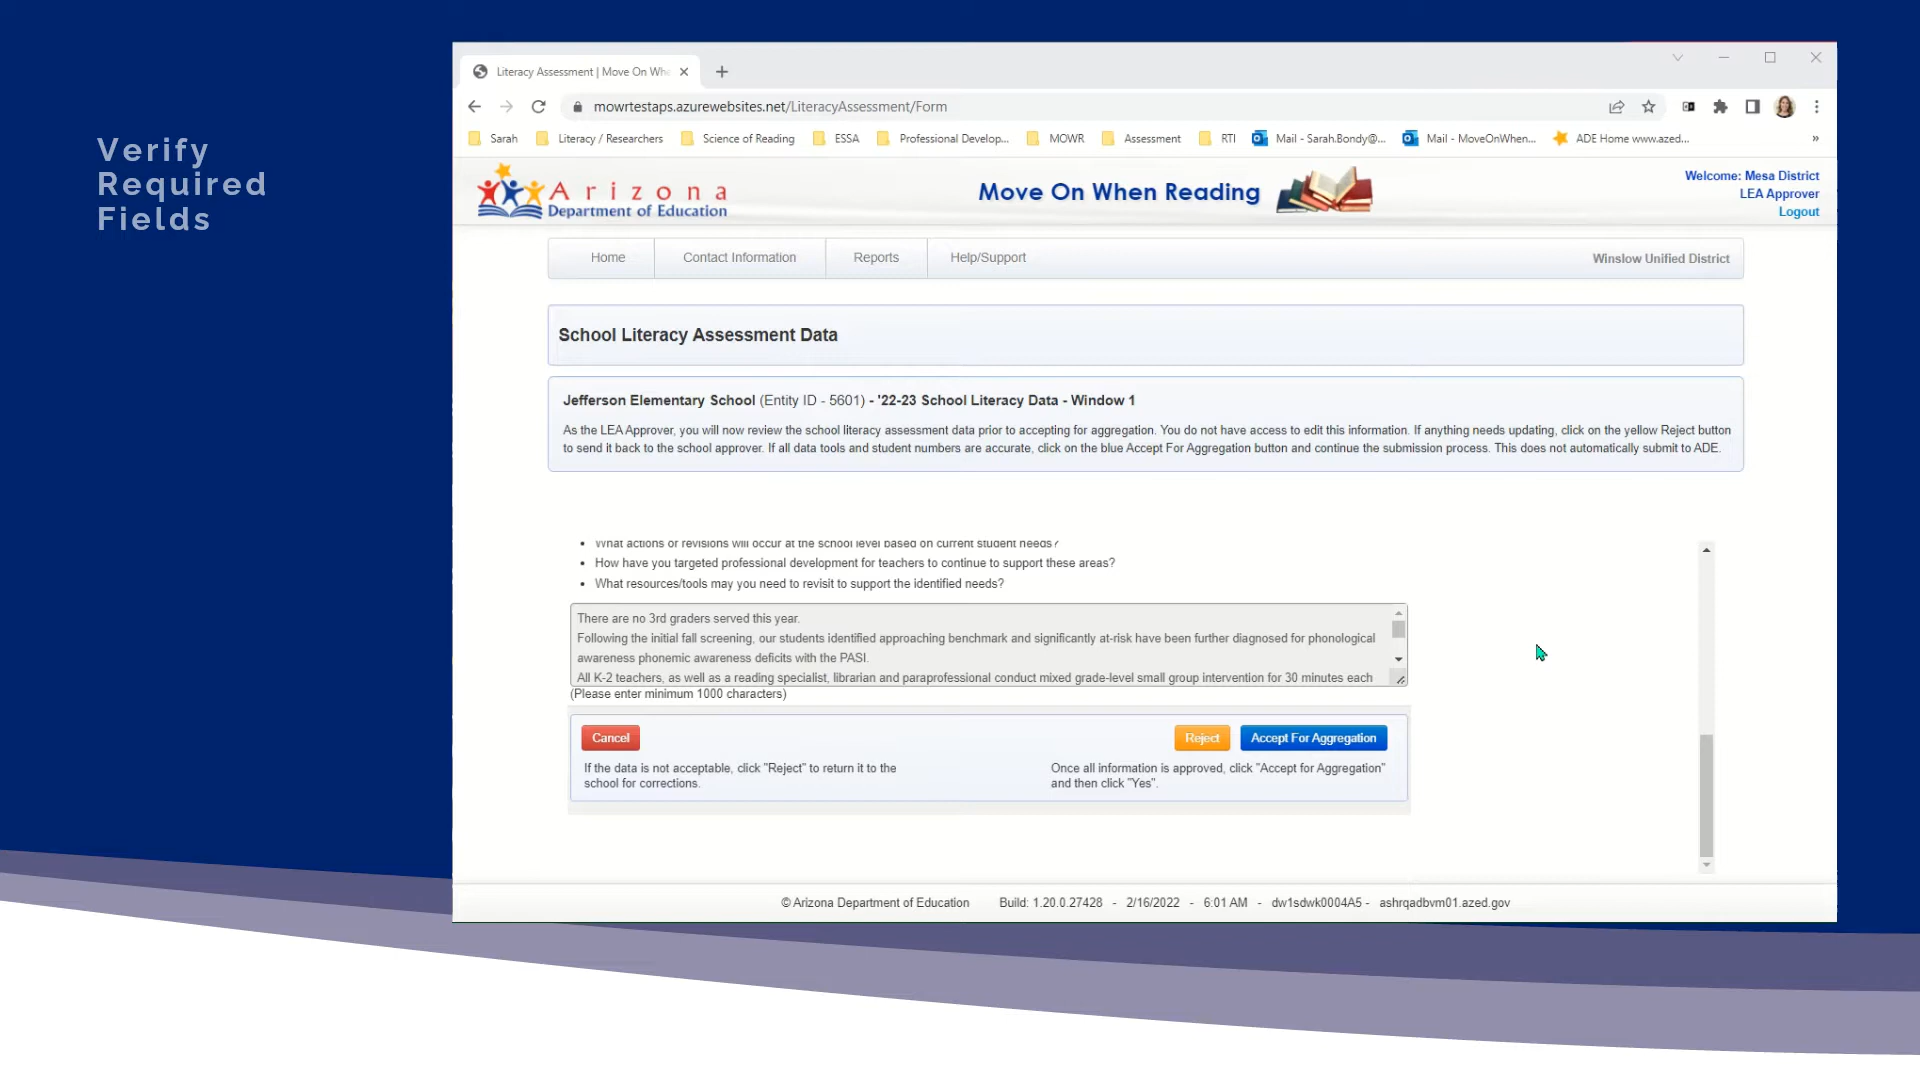 Verify
Required
Fields
Literacy Assessment | Move On Whe
mowrtestaps.azurewebsites.net/LiteracyAssessment/Form
Sarah Literacy / Researchers Science of Reading ESSA Professional Develop... MOWR Assessment RTI Mail - Sarah.Bondy@... Mail - MoveOnWhen... ADE Home www.azed... »
Arizona
Department of Education
Move On When Reading
Welcome: Mesa District
LEA Approver
Logout
Home Contact Information Reports Help/Support Winslow Unified District
School Literacy Assessment Data
Jefferson Elementary School (Entity ID - 5601) - '22-23 School Literacy Data - Window 1
As the LEA Approver, you will now review the school literacy assessment data prior to accepting for aggregation. You do not have access to edit this information. If anything needs updating, click on the yellow Reject button
to send it back to the school approver. If all data tools and student numbers are accurate, click on the blue Accept For Aggregation button and continue the submission process. This does not automatically submit to ADE.
• What actions or revisions will occur at the school level based on current student needs?
• How have you targeted professional development for teachers to continue to support these areas?
• What resources/tools may you need to revisit to support the identified needs?
There are no 3rd graders served this year.
Following the initial fall screening, our students identified approaching benchmark and significantly at-risk have been further diagnosed for phonological
awareness phonemic awareness deficits with the PASI.
All K-2 teachers, as well as a reading specialist, librarian and paraprofessional conduct mixed grade-level small group intervention for 30 minutes each
(Please enter minimum 1000 characters)
Cancel Reject Accept For Aggregation
If the data is not acceptable, click "Reject" to return it to the
school for corrections.
Once all information is approved, click "Accept for Aggregation"
and then click "Yes".
© Arizona Department of Education Build: 1.20.0.27428 - 2/16/2022 - 6:01 AM - dw1sdwk0004A5 - ashrqadbvm01.azed.gov